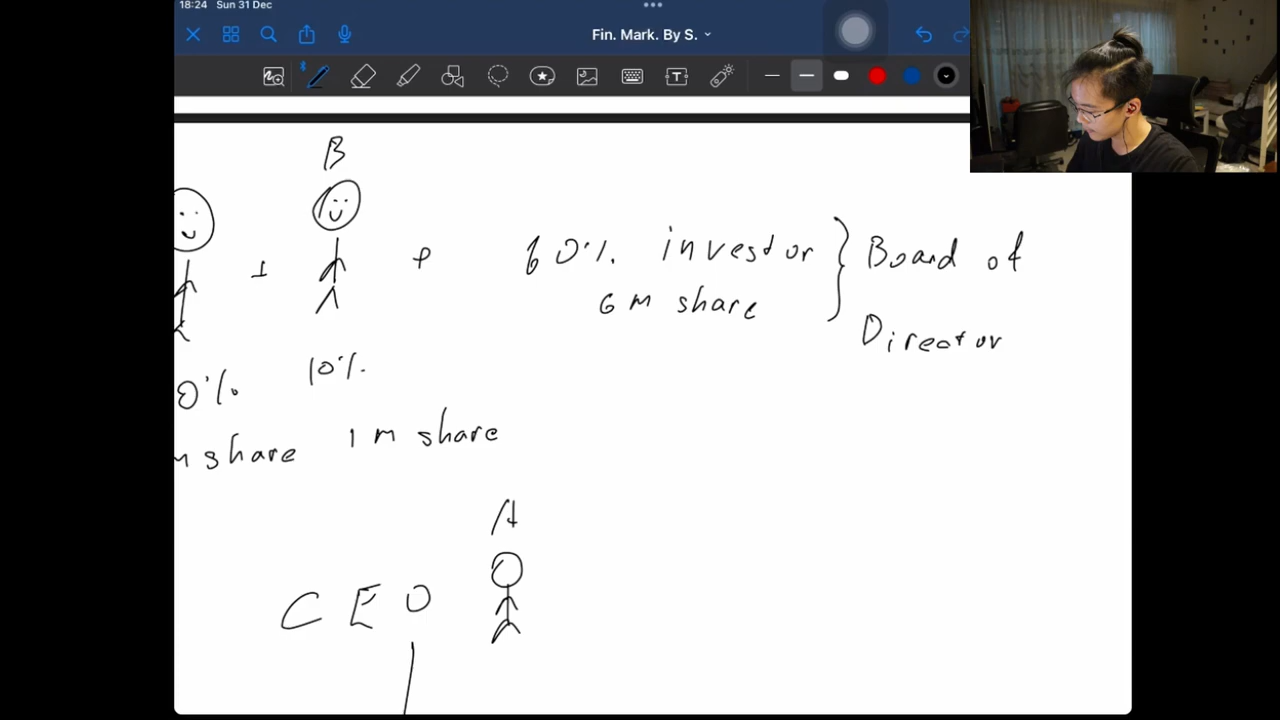 18:24 Sun 31 Dec
Fin. Mark. By S.
B
+ + 60% investor } Board of
6 M share Director
0% 10%
m share 1 M share
A
CEO